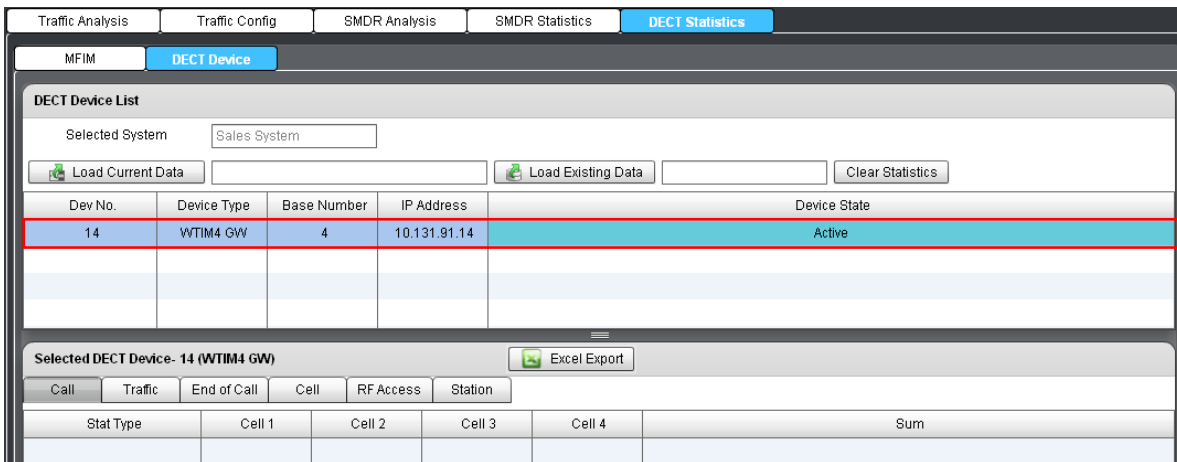 Traffic Analysis Traffic Config SMDR Analysis SMDR Statistics DECT Statistics
MFIM DECT Device
DECT Device List
Selected System Sales System
Load Current Data Load Existing Data Clear Statistics
Dev No. Device Type Base Number IP Address Device State
14 WTIM4 GW 4 10.131.91.14 Active
Selected DECT Device- 14 (WTIM4 GW) Excel Export
Call Traffic End of Call Cell RF Access Station
Stat Type Cell 1 Cell 2 Cell 3 Cell 4 Sum